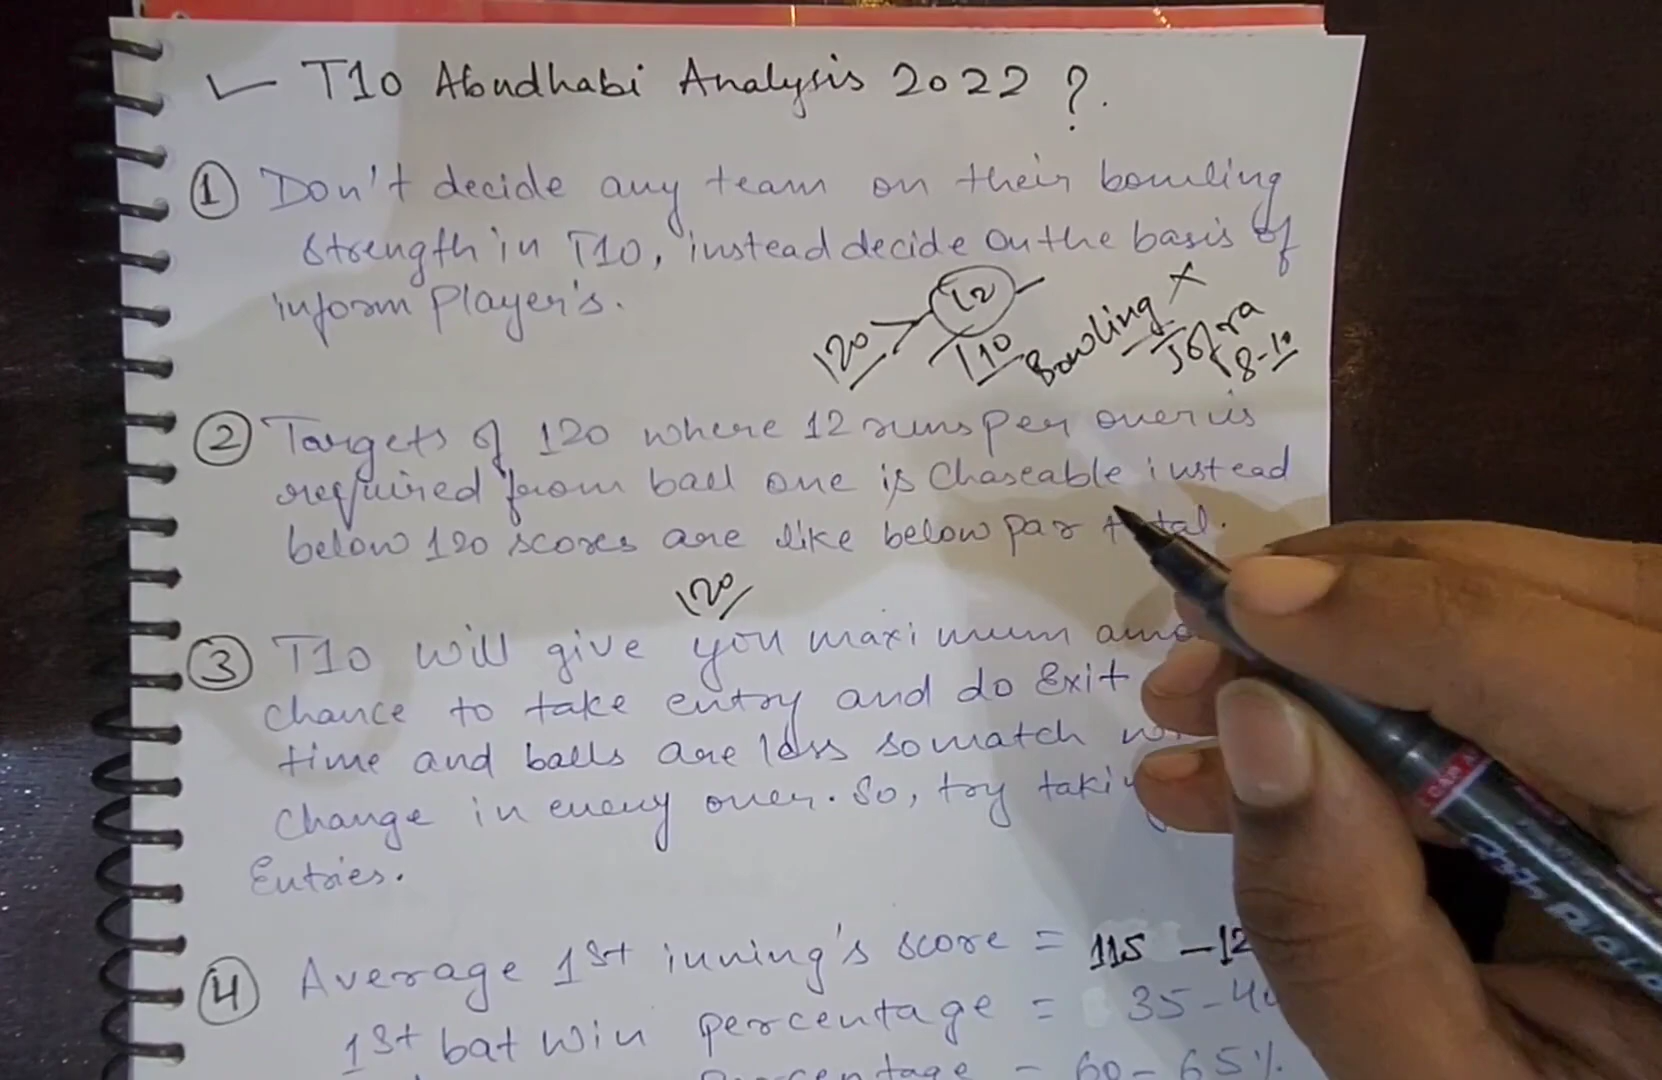 T10 Abudhabi Analysis 2022 ?
① Don't decide any team on their bowling
strength in T10, instead decide on the basis of
inform Player's.
120 12
T10
Bowling ×
Jofra
8-10
② Targets of 120 where 12 runs per over is
required from ball one is Chaseable instead
below 120 scores are like below par total.
120
③ T10 will give you maximum
chance to take entry and do Exit
time and balls are less so match
change in every over. So, try
Entries.
④ Average 1st inning's score = 115 - 12
1st bat win percentage = 35-40
60-65%